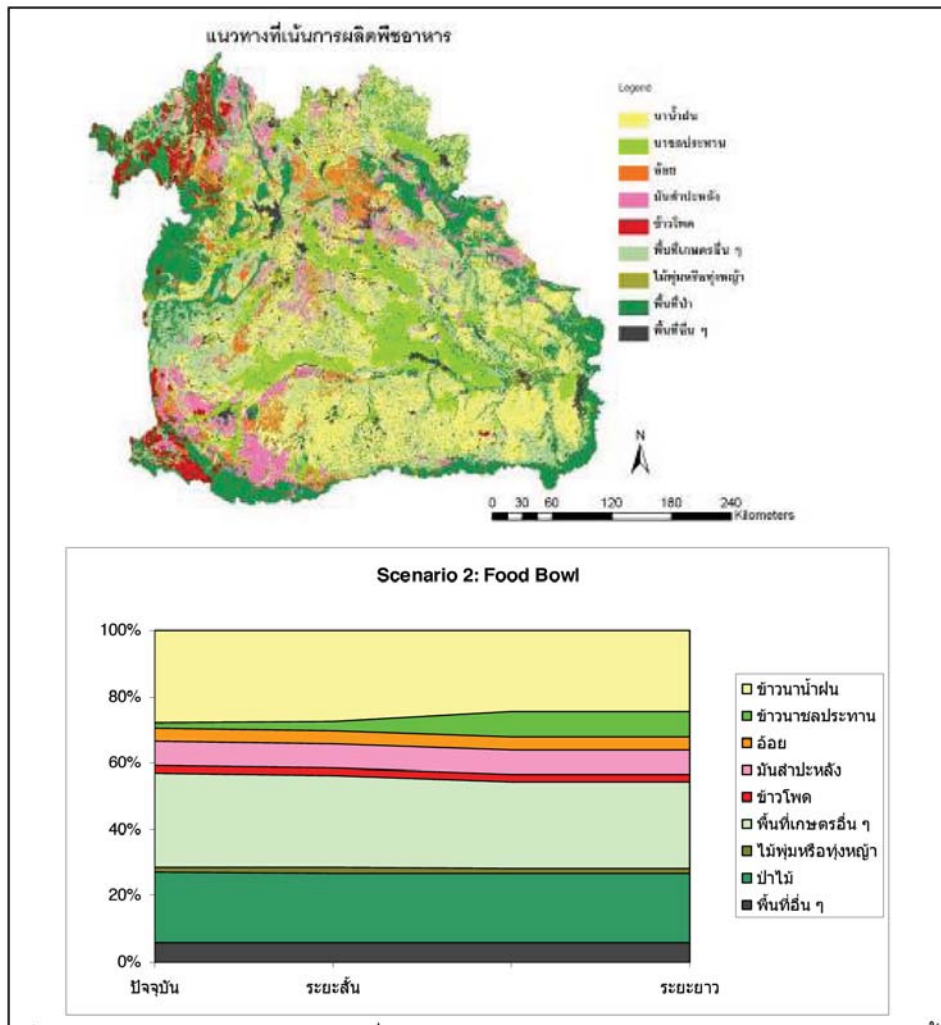 แนวทางที่เน้นการผลิตพืชอาหาร
Legend
นาน้ำฝน
นาชลประทาน
อ้อย
มันสำปะหลัง
ข้าวโพด
พื้นที่เกษตรอื่น ๆ
ไม้พุ่มหรือทุ่งหญ้า
พื้นที่ป่า
พื้นที่อื่น ๆ
N
0 30 60 120 180 240
Kilometers
Scenario 2: Food Bowl
100%
80%
60%
40%
20%
0%
ปัจจุบัน ระยะสั้น ระยะยาว
ข้าวนาน้ำฝน
ข้าวนาชลประทาน
อ้อย
มันสำปะหลัง
ข้าวโพด
พื้นที่เกษตรอื่น ๆ
ไม้พุ่มหรือทุ่งหญ้า
ป่าไม้
พื้นที่อื่น ๆ